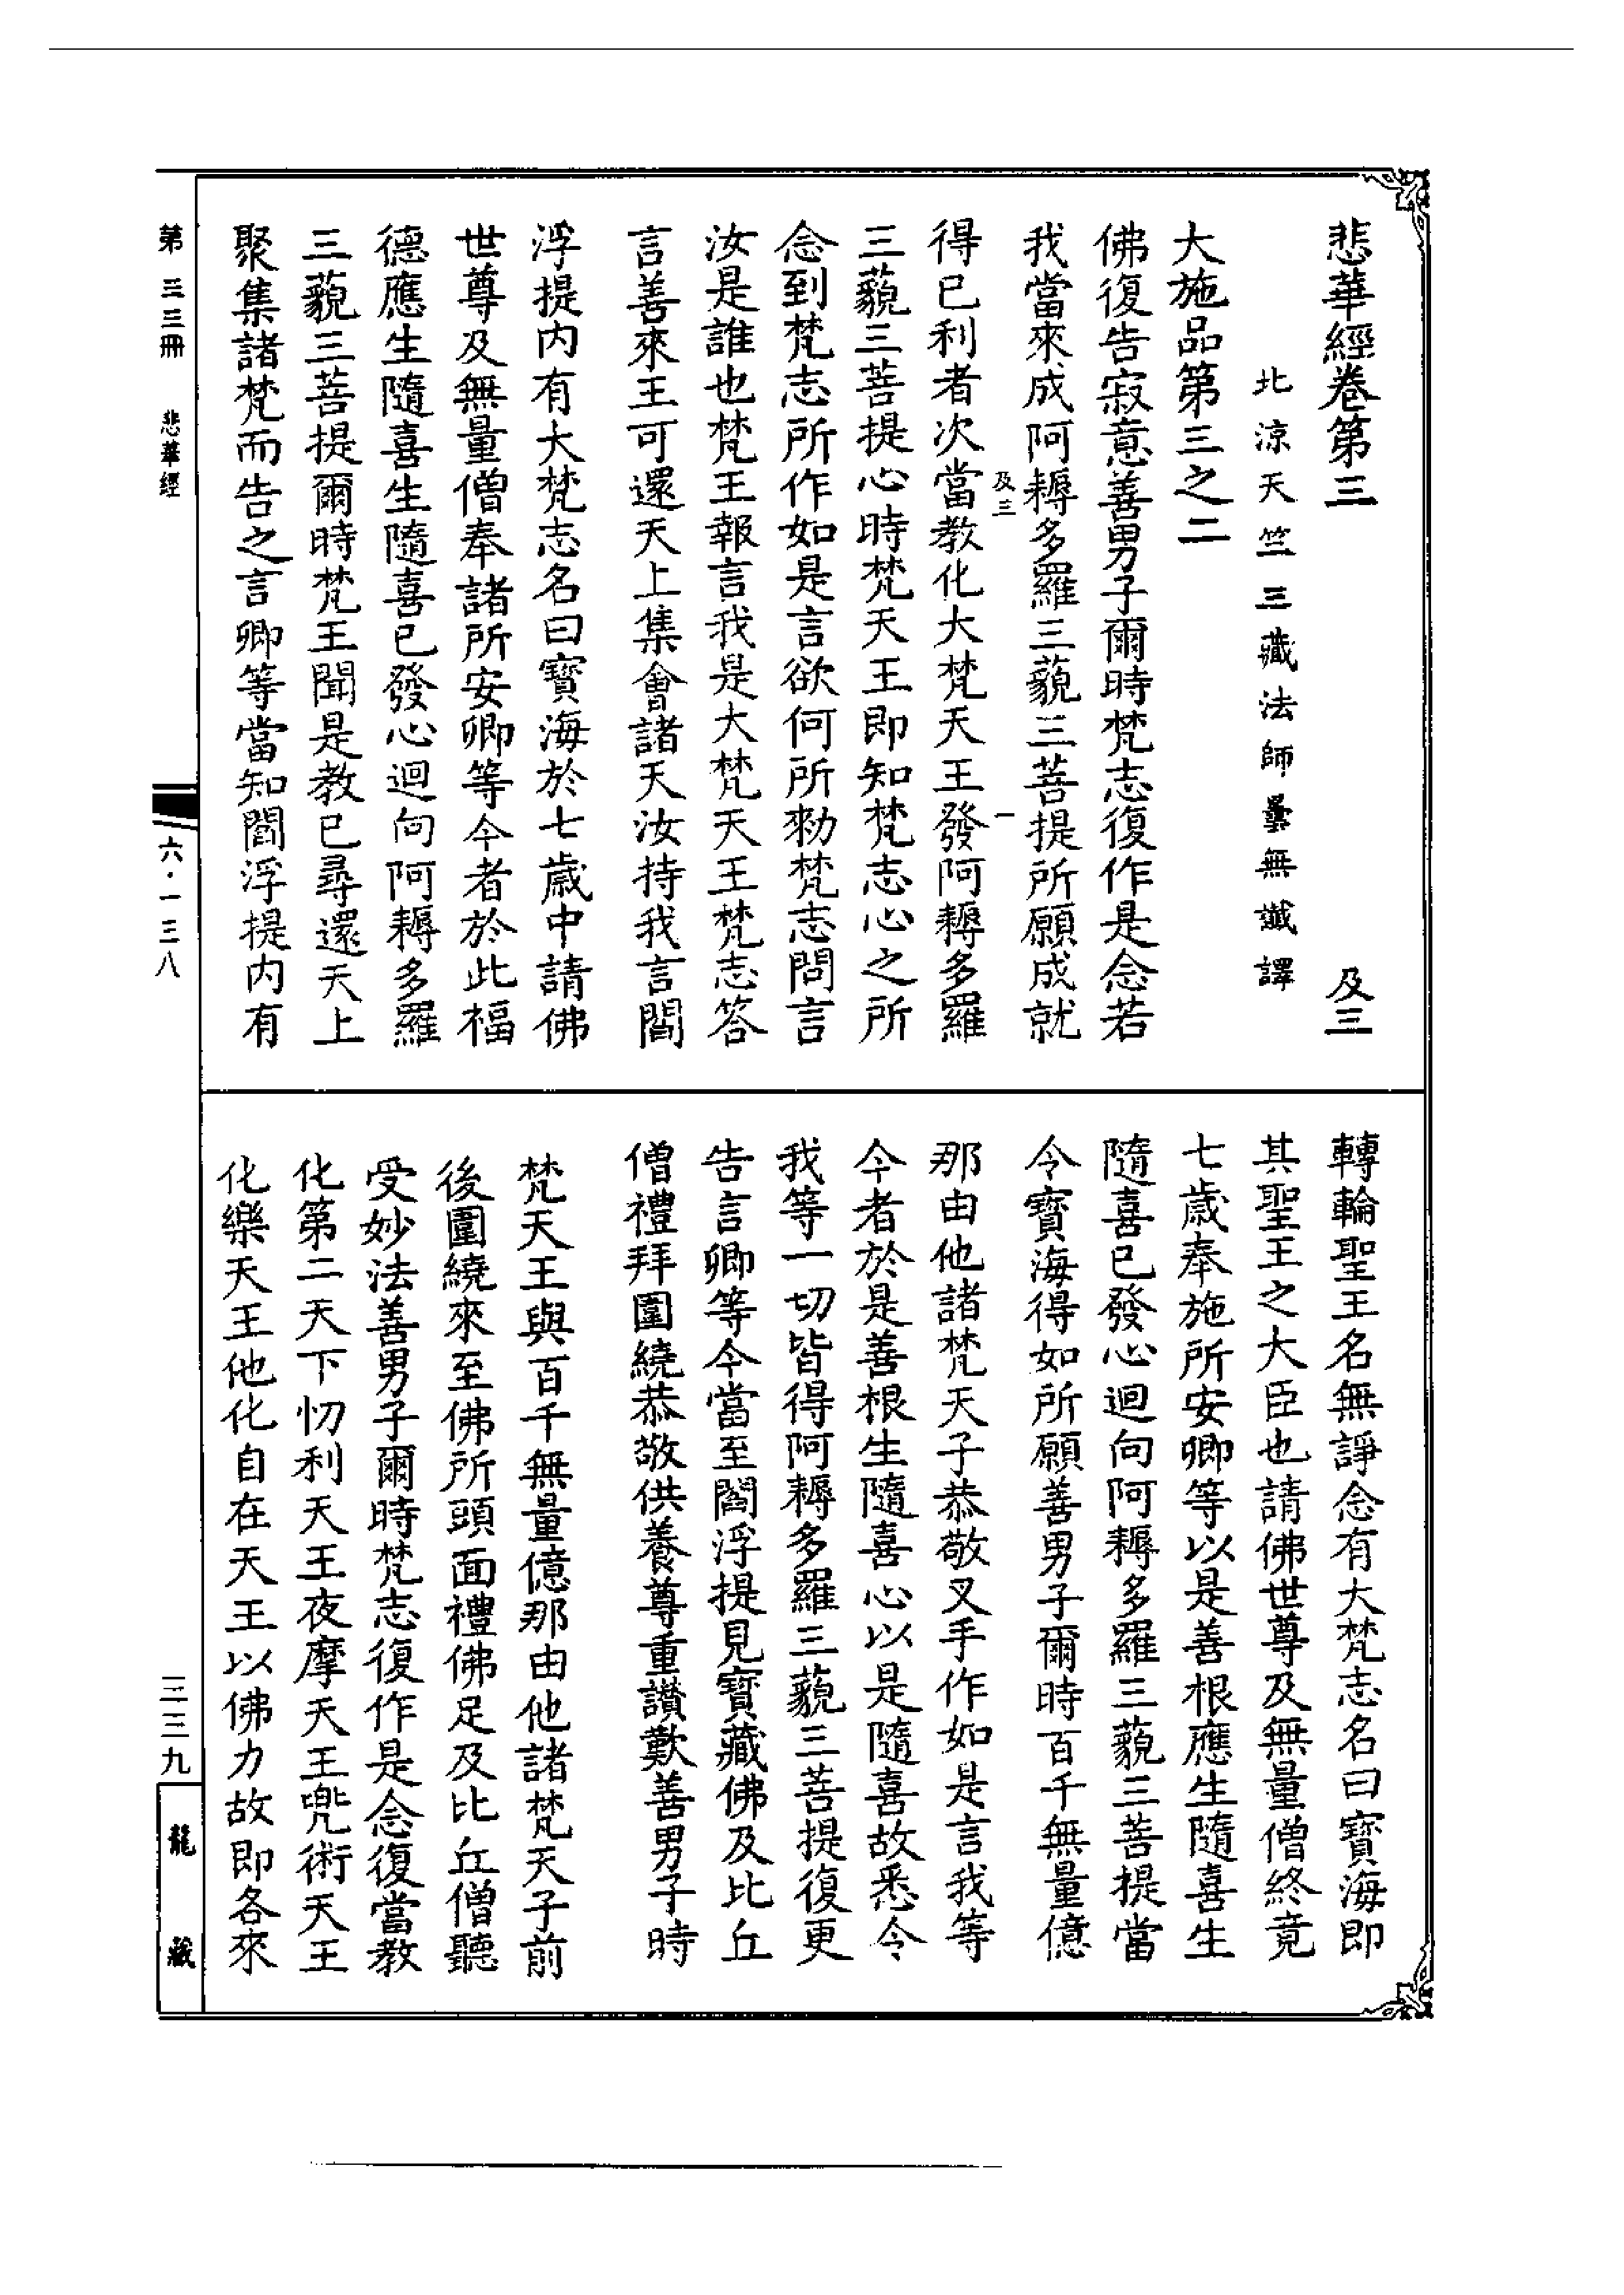 悲華經卷第三　及三
北涼天竺三藏法師曇無讖譯
大施品第三之二
佛復告寂意善男子爾時梵志復作是念若
我當來成阿耨多羅三藐三菩提所願成就
及三　一
得已利者次當教化大梵天王發阿耨多羅
三藐三菩提心時梵天王即知梵志心之所
念到梵志所作如是言欲何所勑梵志問言
汝是誰也梵王報言我是大梵天王梵志答
言善來王可還天上集會諸天汝持我言閻
浮提内有大梵志名曰寶海於七歲中請佛
世尊及無量僧奉諸所安卿等今者於此福
德應生隨喜生隨喜已發心迴向阿耨多羅
三藐三菩提爾時梵王聞是教已尋還天上
聚集諸梵而告之言卿等當知閻浮提内有
轉輪聖王名無諍念有大梵志名曰寶海即
其聖王之大臣也請佛世尊及無量僧終竟
七歲奉施所安卿等以是善根應生隨喜生
隨喜已發心迴向阿耨多羅三藐三菩提當
令寶海得如所願善男子爾時百千無量億
那由他諸梵天子恭敬叉手作如是言我等
今者於是善根生隨喜心以是隨喜故悉令
我等一切皆得阿耨多羅三藐三菩提復更
告言卿等今當至閻浮提見寶藏佛及比丘
僧禮拜圍繞恭敬供養尊重讚歎善男子時
梵天王與百千無量億那由他諸梵天子前
後圍繞來至佛所頭面禮佛足及比丘僧聽
受妙法善男子爾時梵志復作是念復當教
化第二天下忉利天王夜摩天王兜術天王
化樂天王他化自在天王以佛力故即各來
第三三冊　悲華經
六·一三八
三三九
龍藏